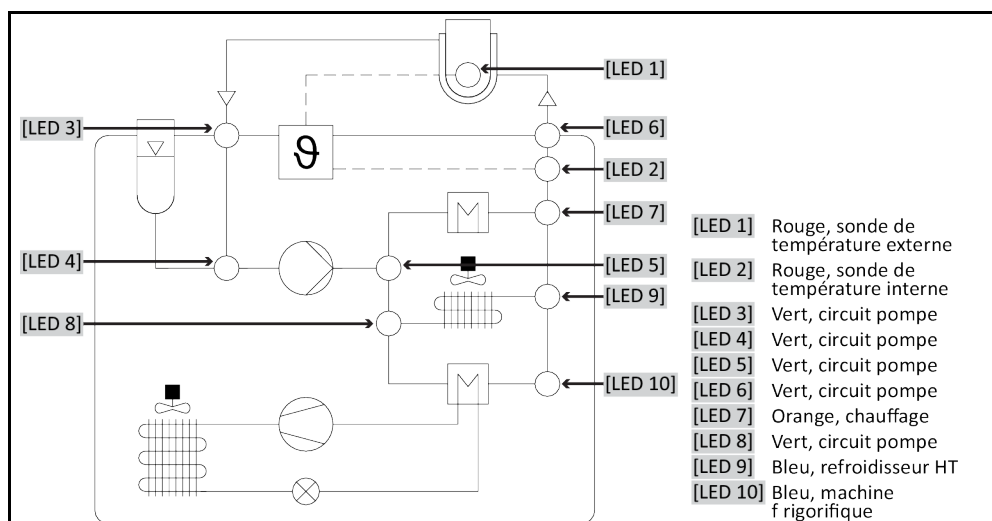 [LED 1]
[LED 3]
[LED 6]
ϑ
[LED 2]
[LED 7]
[LED 4]
[LED 5]
[LED 9]
[LED 8]
[LED 10]
[LED 1] Rouge, sonde de
température externe
[LED 2] Rouge, sonde de
température interne
[LED 3] Vert, circuit pompe
[LED 4] Vert, circuit pompe
[LED 5] Vert, circuit pompe
[LED 6] Vert, circuit pompe
[LED 7] Orange, chauffage
[LED 8] Vert, circuit pompe
[LED 9] Bleu, refroidisseur HT
[LED 10] Bleu, machine
f rigorifique